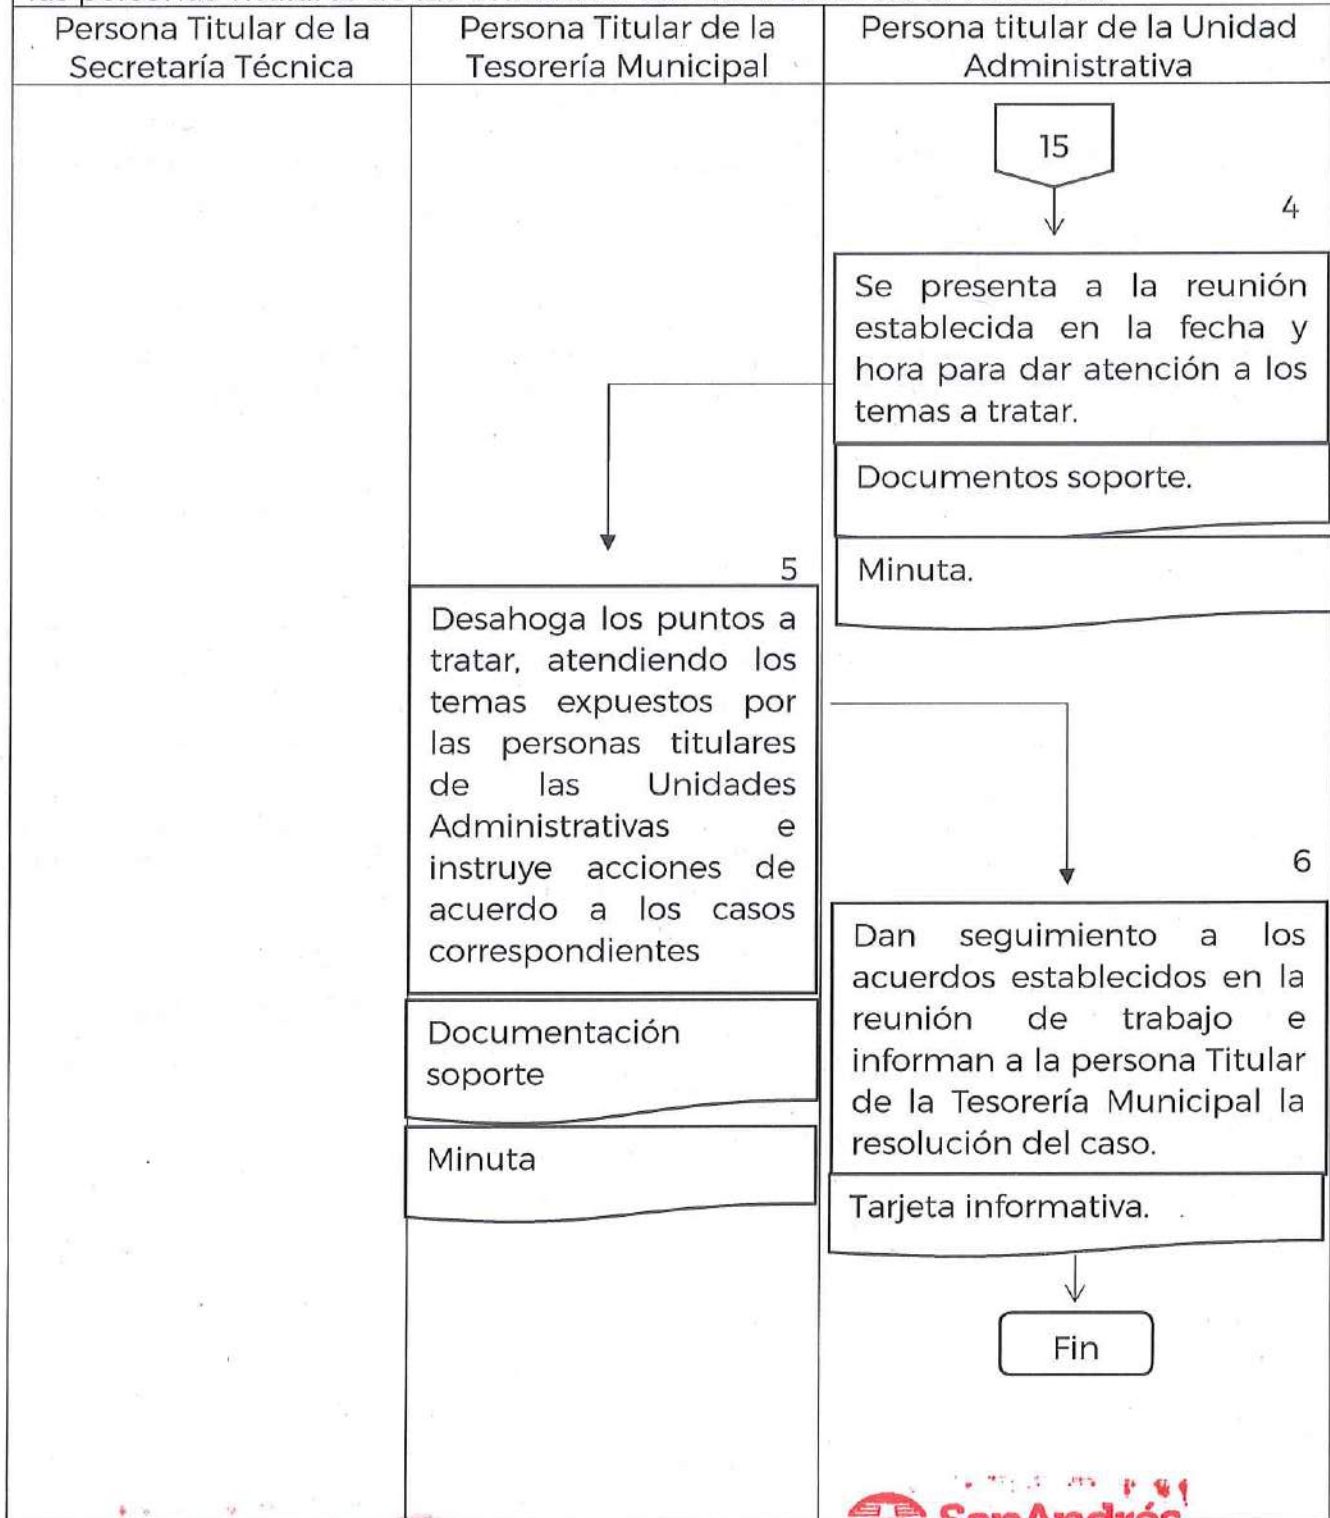 Persona Titular de la
Secretaría Técnica
Persona Titular de la
Tesorería Municipal
Persona titular de la Unidad
Administrativa
15
4
Se presenta a la reunión
establecida en la fecha y
hora para dar atención a los
temas a tratar.
Documentos soporte.
Minuta.
5
Desahoga los puntos a
tratar, atendiendo los
temas expuestos por
las personas titulares
de las Unidades
Administrativas e
instruye acciones de
acuerdo a los casos
correspondientes
Documentación
soporte
Minuta
6
Dan seguimiento a los
acuerdos establecidos en la
reunión de trabajo e
informan a la persona Titular
de la Tesorería Municipal la
resolución del caso.
Tarjeta informativa.
Fin
San Andrés